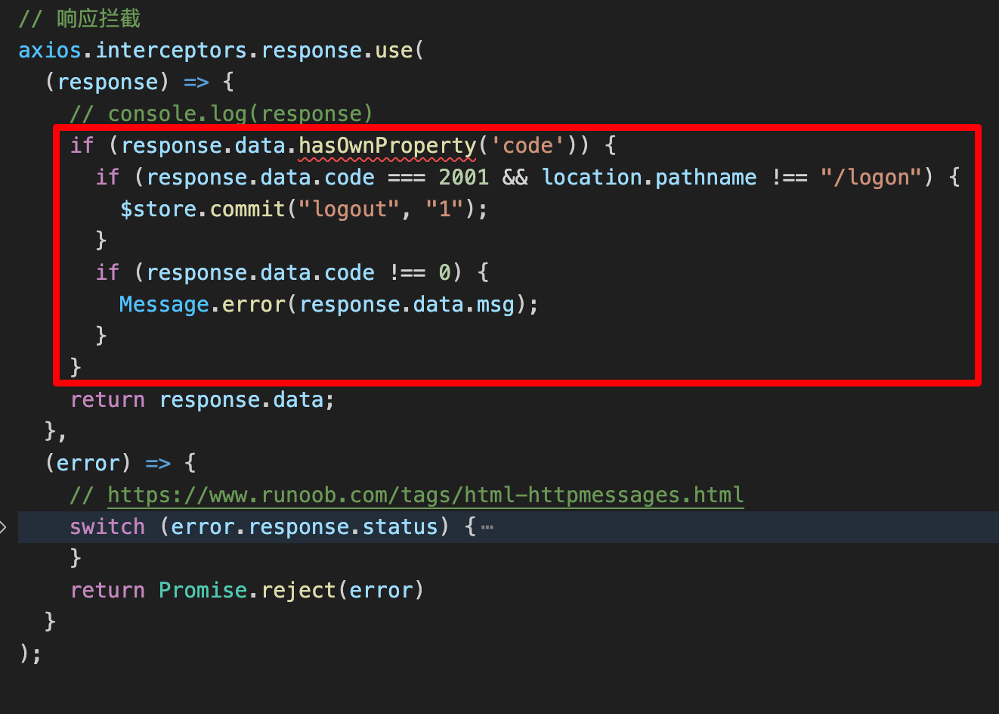 // 响应拦截
axios.interceptors.response.use(
  (response) => {
    // console.log(response)
    if (response.data.hasOwnProperty('code')) {
      if (response.data.code === 2001 && location.pathname !== "/logon") {
        $store.commit("logout", "1");
      }
      if (response.data.code !== 0) {
        Message.error(response.data.msg);
      }
    }
    return response.data;
  },
  (error) => {
    // https://www.runoob.com/tags/html-httpmessages.html
    switch (error.response.status) {⋯
    }
    return Promise.reject(error)
  }
);